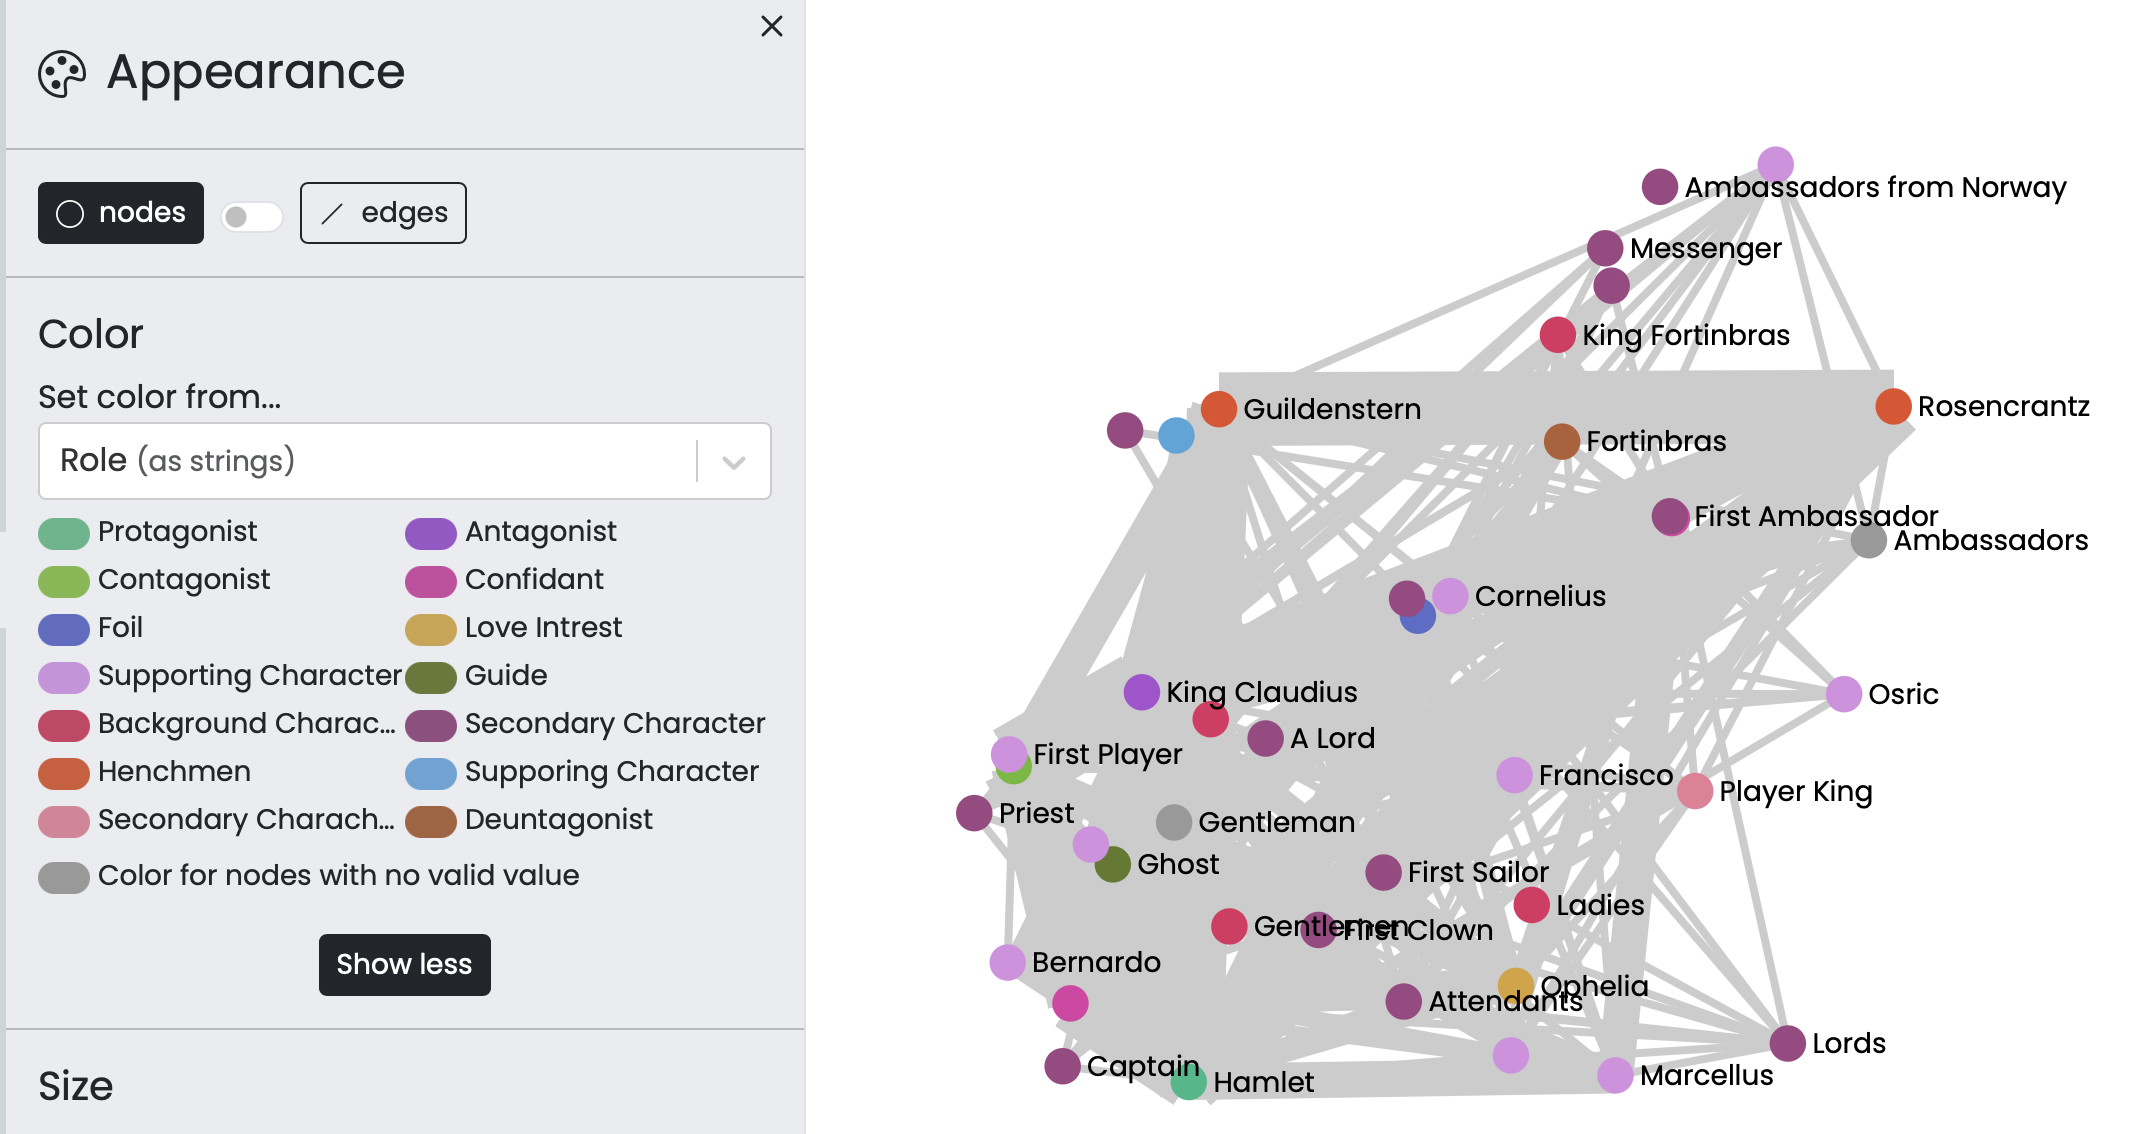 Appearance
nodes
edges
Color
Set color from...
Role (as strings)
Protagonist
Antagonist
Contagonist
Confidant
Foil
Love Intrest
Supporting Character
Guide
Background Charac...
Secondary Character
Henchmen
Supporing Character
Secondary Charach...
Deuntagonist
Color for nodes with no valid value
Show less
Size
Ambassadors from Norway
Messenger
King Fortinbras
Guildenstern
Rosencrantz
Fortinbras
First Ambassador
Ambassadors
Cornelius
King Claudius
Osric
A Lord
First Player
Francisco
Player King
Priest
Gentleman
Ghost
First Sailor
Ladies
Gentlemen
First Clown
Bernardo
Ophelia
Attendants
Lords
Captain
Marcellus
Hamlet